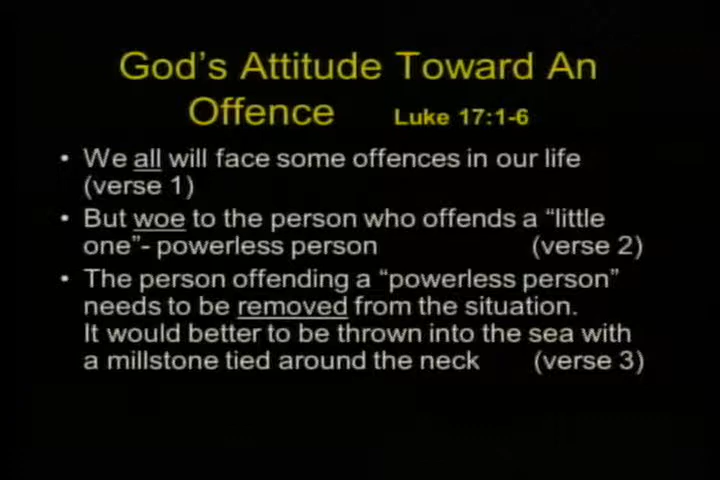 God's Attitude Toward An
Offence Luke 17:1-6
• We all will face some offences in our life
(verse 1)
• But woe to the person who offends a "little
one"- powerless person (verse 2)
• The person offending a "powerless person"
needs to be removed from the situation.
It would better to be thrown into the sea with
a millstone tied around the neck (verse 3)